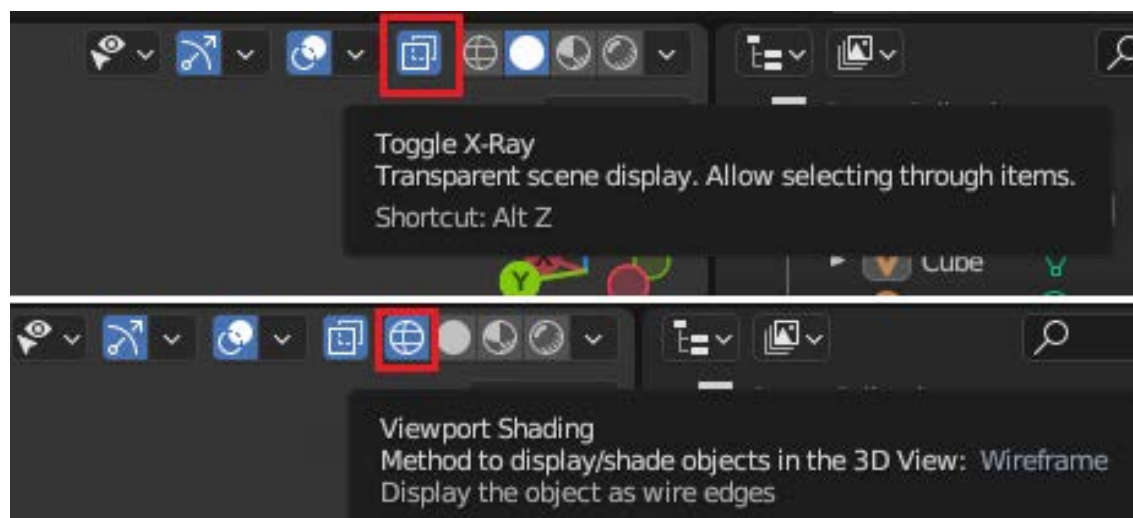 Toggle X-Ray
Transparent scene display. Allow selecting through items.
Shortcut: Alt Z
Y
Cube
Viewport Shading
Method to display/shade objects in the 3D View: Wireframe
Display the object as wire edges